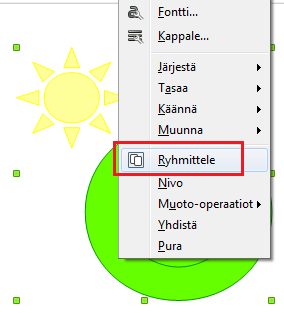 Fontti...
Kappale...
Järjestä
Tasaa
Käännä
Muunna
Ryhmittele
Nivo
Muoto-operaatiot
Yhdistä
Pura